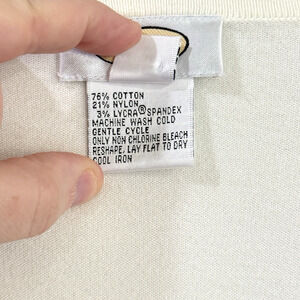 76% COTTON
21% NYLON
3% LYCRA® SPANDEX
MACHINE WASH COLD
GENTLE CYCLE
ONLY NON CHLORINE BLEACH
RESHAPE, LAY FLAT TO DRY
COOL IRON